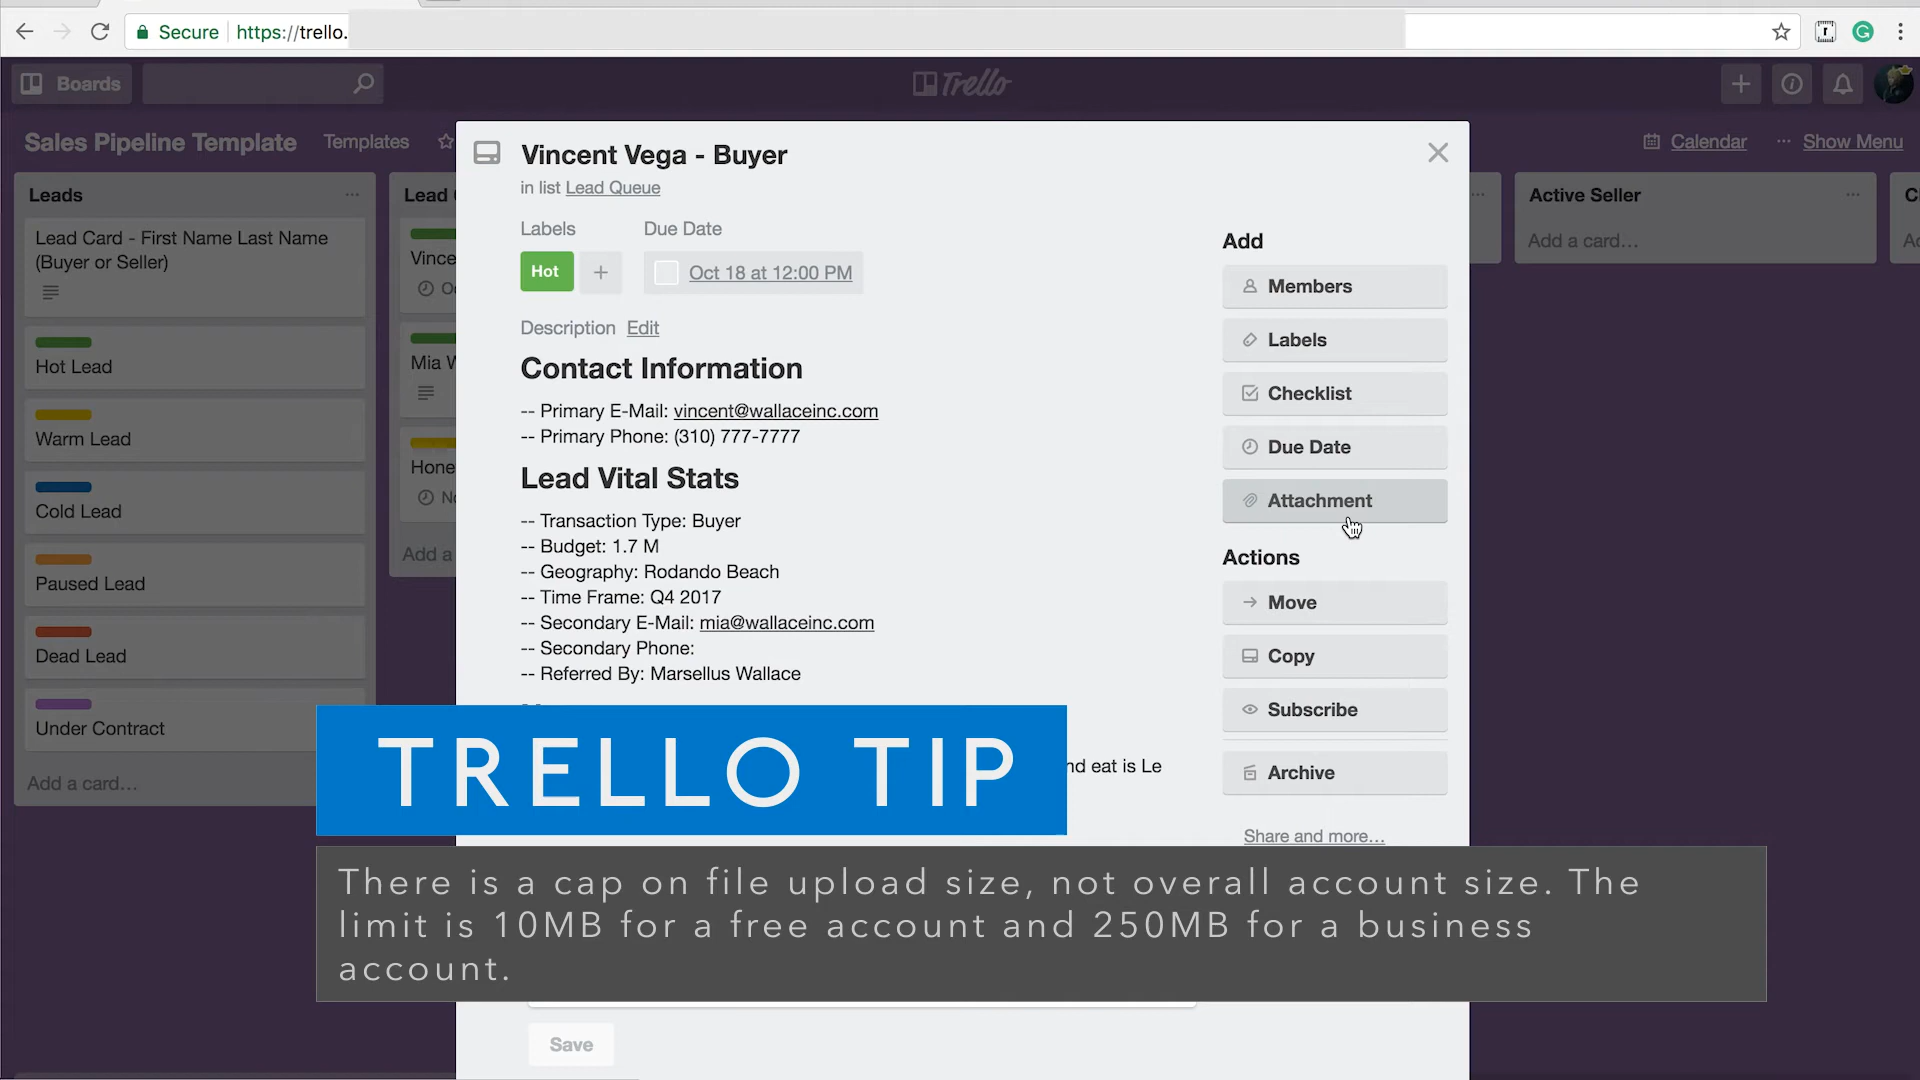 Secure https://trello.
Boards
Trello
Sales Pipeline Template Templates
Calendar ... Show Menu
Leads ...
Lead Card - First Name Last Name
(Buyer or Seller)
Hot Lead
Warm Lead
Cold Lead
Paused Lead
Dead Lead
Under Contract
Add a card...
Lead
Mia
Add a
Vincent Vega - Buyer
in list Lead Queue
Labels Due Date
Hot + Oct 18 at 12:00 PM
Description Edit
Contact Information
-- Primary E-Mail: vincent@wallaceinc.com
-- Primary Phone: (310) 777-7777
Lead Vital Stats
-- Transaction Type: Buyer
-- Budget: 1.7 M
-- Geography: Rodando Beach
-- Time Frame: Q4 2017
-- Secondary E-Mail: mia@wallaceinc.com
-- Secondary Phone:
-- Referred By: Marsellus Wallace
eat is Le
Add
Members
Labels
Checklist
Due Date
Attachment
Actions
Move
Copy
Subscribe
Archive
Share and more...
Active Seller ...
Add a card...
TRELLO TIP
There is a cap on file upload size, not overall account size. The
limit is 10MB for a free account and 250MB for a business
account.
Save